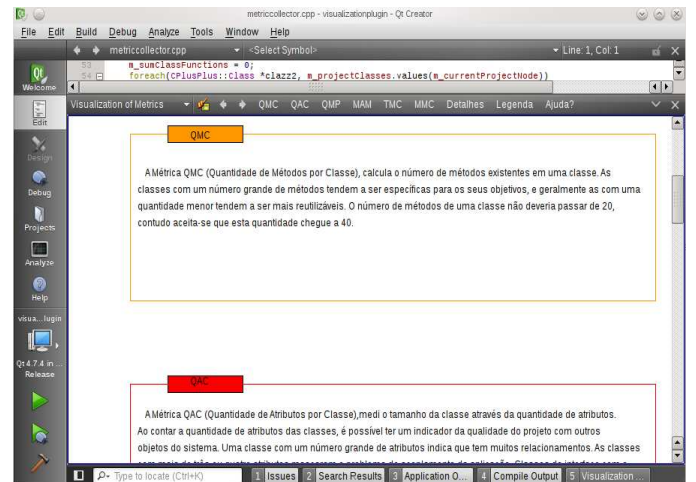 metriccollector.cpp - visualizationplugin - Qt Creator
File Edit Build Debug Analyze Tools Window Help
metriccollector.cpp <Select Symbol> Line: 1, Col: 1
53 m_sumClassFunctions = 0;
54 foreach(CPlusPlus::Class *clazzz, m_projectClasses.values(m_currentProjectNode))
Visualization of Metrics QMC QAC QMP MAM TMC MMC Detalhes Legenda Ajuda?
Welcome
Edit
Design
Debug
Projects
Analyze
Help
visua...lugin
Qt 4.7.4 in ...
Release
QMC
A Métrica QMC (Quantidade de Métodos por Classe), calcula o número de métodos existentes em uma classe. As
classes com um número grande de métodos tendem a ser específicas para os seus objetivos, e geralmente as com uma
quantidade menor tendem a ser mais reutilizáveis. O número de métodos de uma classe não deveria passar de 20,
contudo aceita-se que esta quantidade chegue a 40.
QAC
A Métrica QAC (Quantidade de Atributos por Classe),medi o tamanho da classe através da quantidade de atributos.
Ao contar a quantidade de atributos das classes, é possível ter um indicador da qualidade do projeto com outros
objetos do sistema. Uma classe com um número grande de atributos indica que tem muitos relacionamentos. As classes
Type to locate (Ctrl+K) 1 Issues 2 Search Results 3 Application O... 4 Compile Output 5 Visualization ...